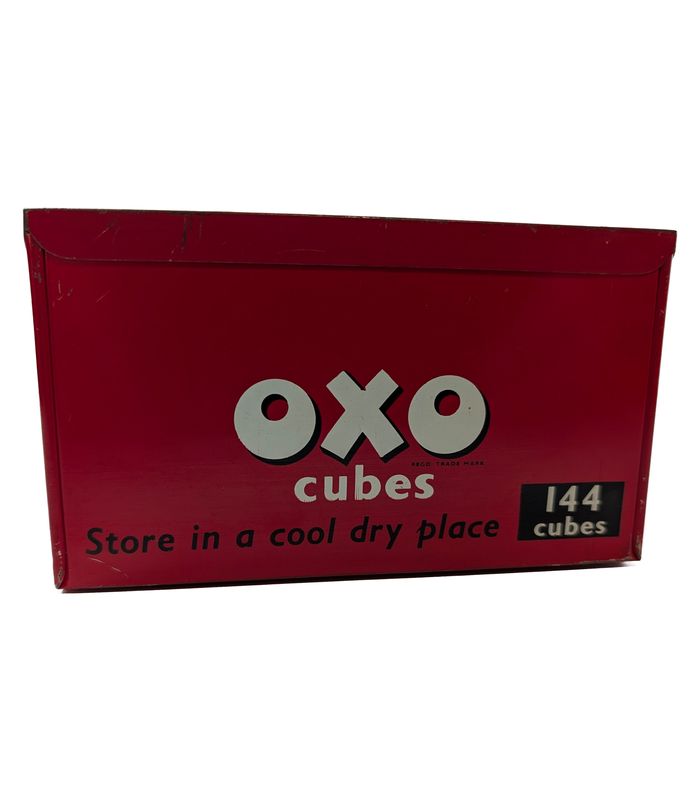 OXO
REGD TRADE MARK
cubes
Store in a cool dry place
144
cubes